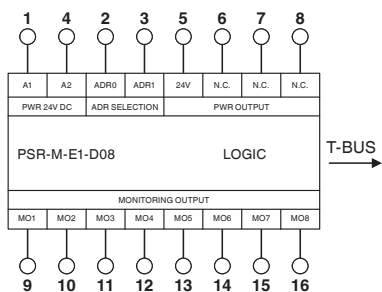 1 4 2 3 5 6 7 8
A1 A2 ADR0 ADR1 24V N.C. N.C. N.C.
PWR 24V DC ADR SELECTION PWR OUTPUT
PSR-M-E1-D08 LOGIC
T-BUS
MONITORING OUTPUT
MO1 MO2 MO3 MO4 MO5 MO6 MO7 MO8
9 10 11 12 13 14 15 16